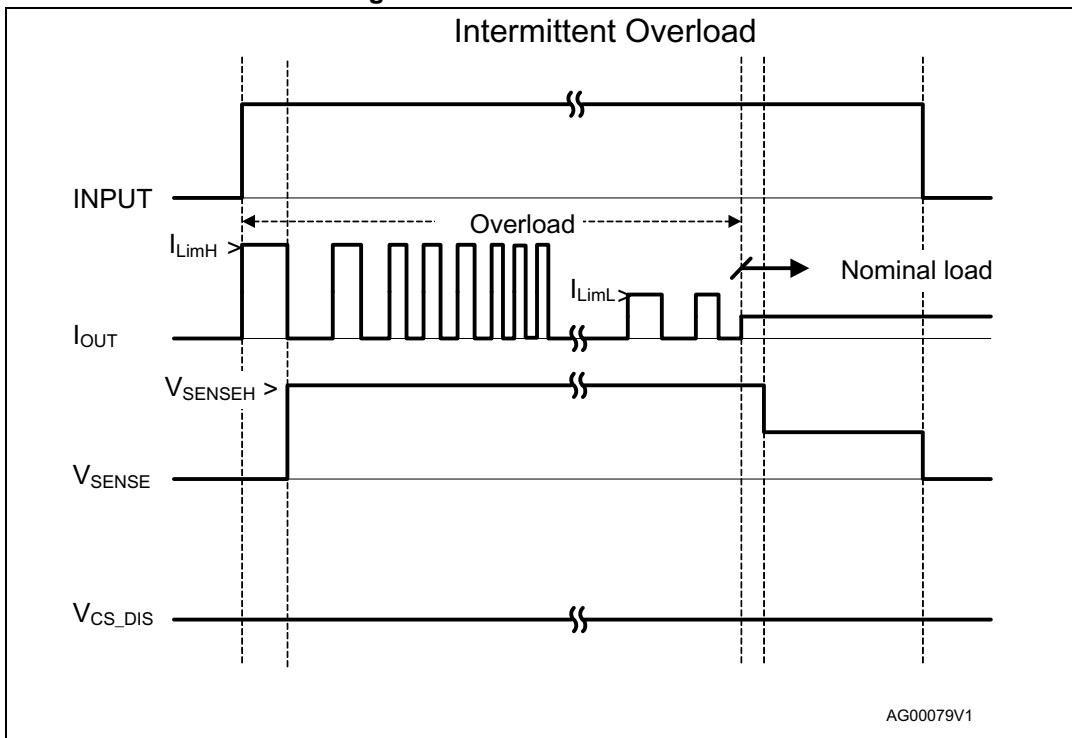 Intermittent Overload
INPUT
Overload
I_LimH >
I_LimL >
Nominal load
I_OUT
V_SENSEH >
V_SENSE
V_CS_DIS
AG00079V1